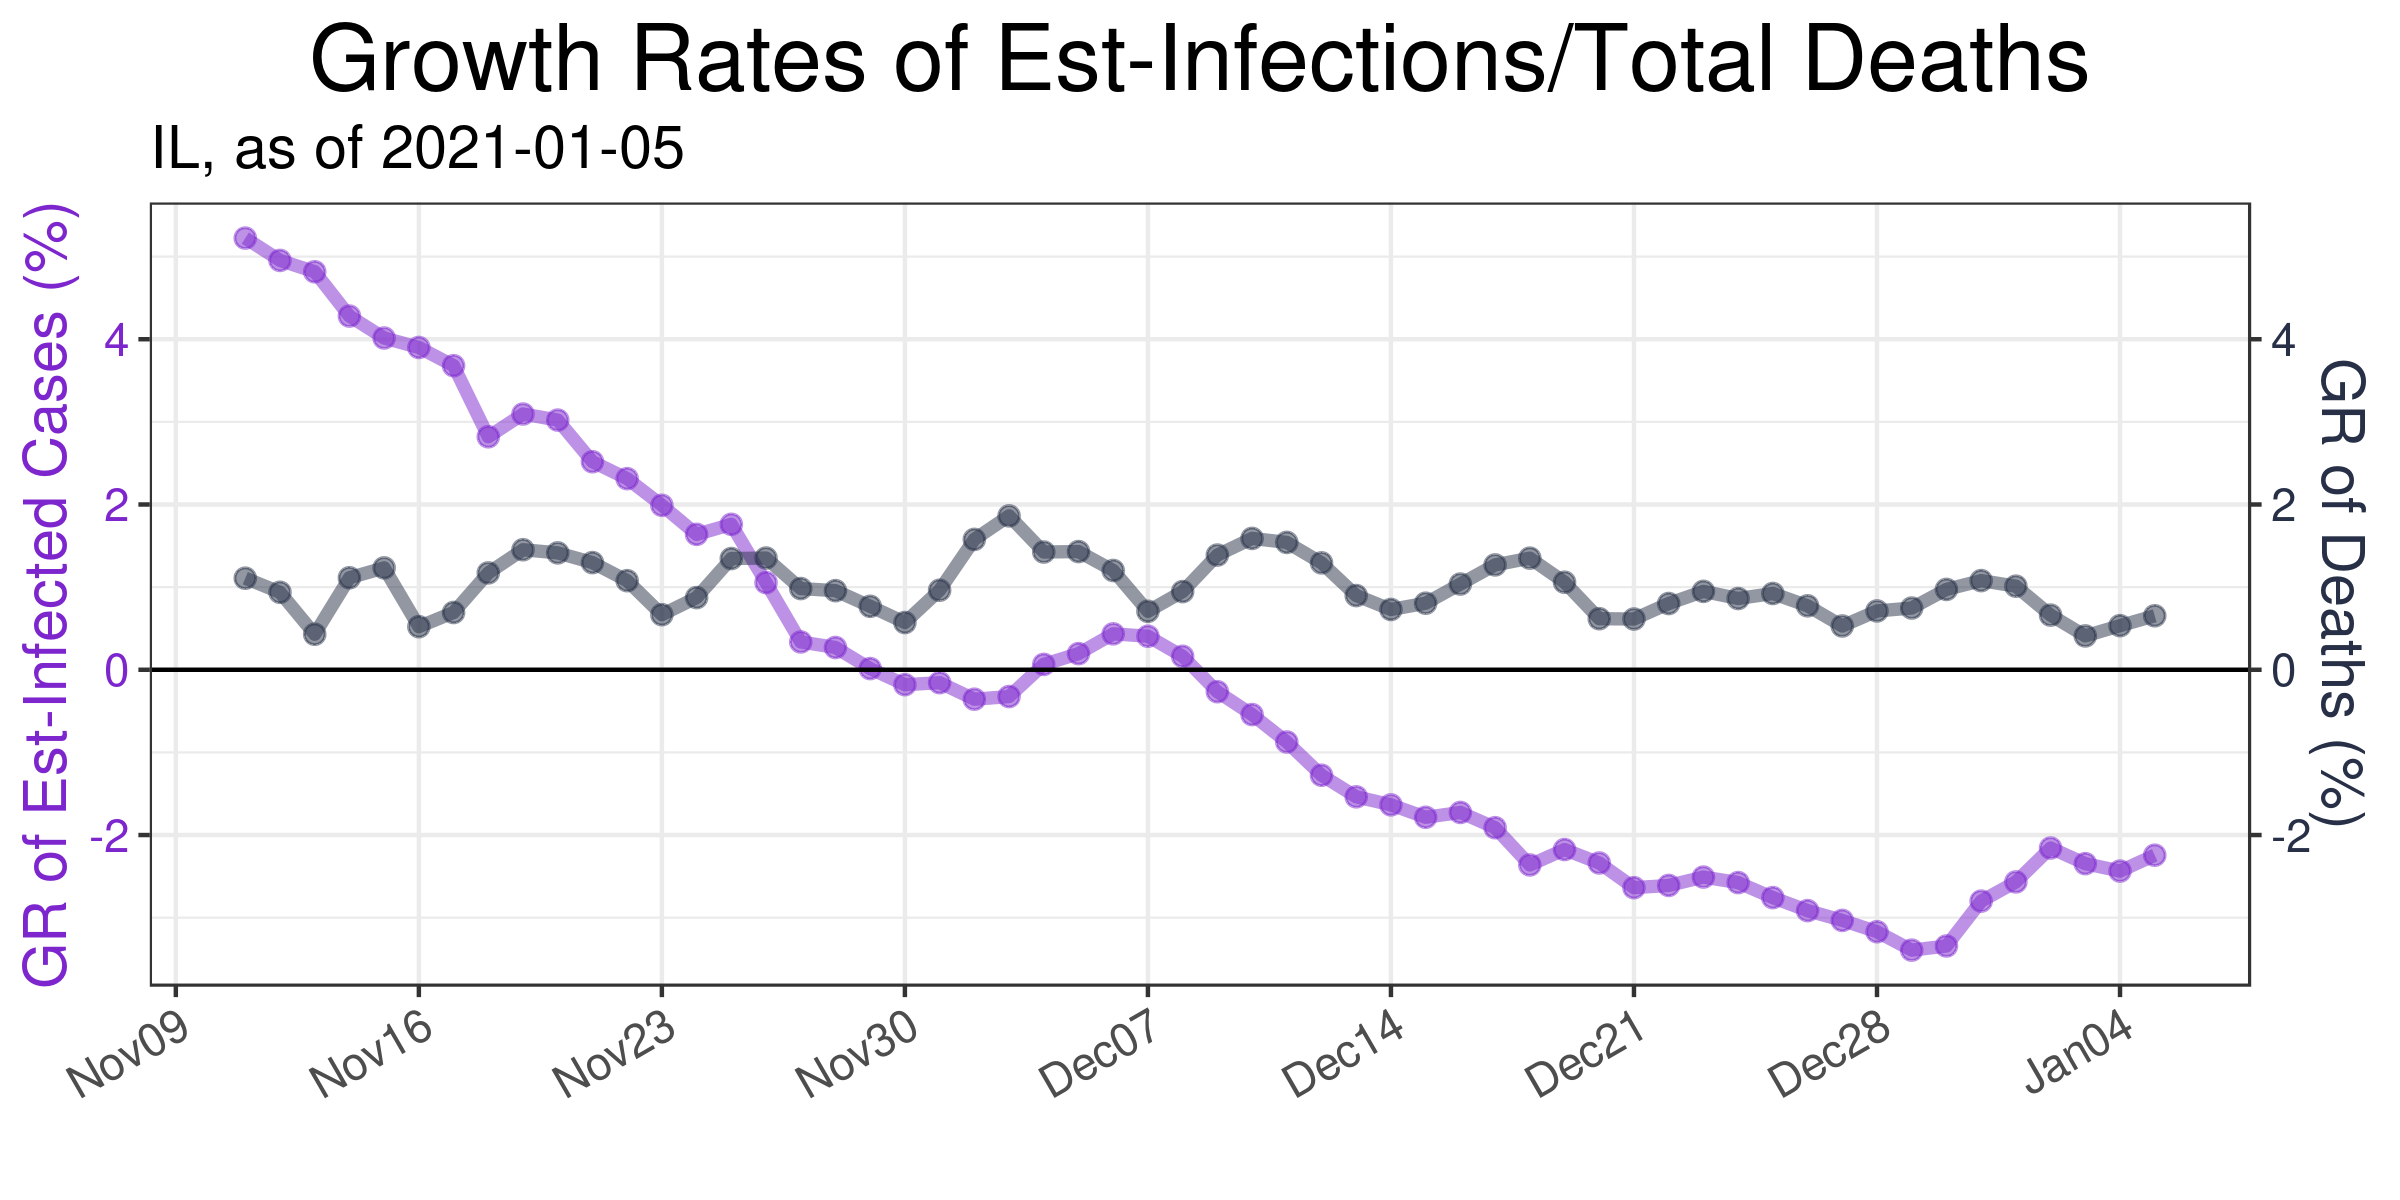 Growth Rates of Est-Infections/Total Deaths
IL, as of 2021-01-05
GR of Est-Infected Cases (%)
4
2
0
-2
4
2
0
-2
GR of Deaths (%)
Nov09
Nov16
Nov23
Nov30
Dec07
Dec14
Dec21
Dec28
Jan04